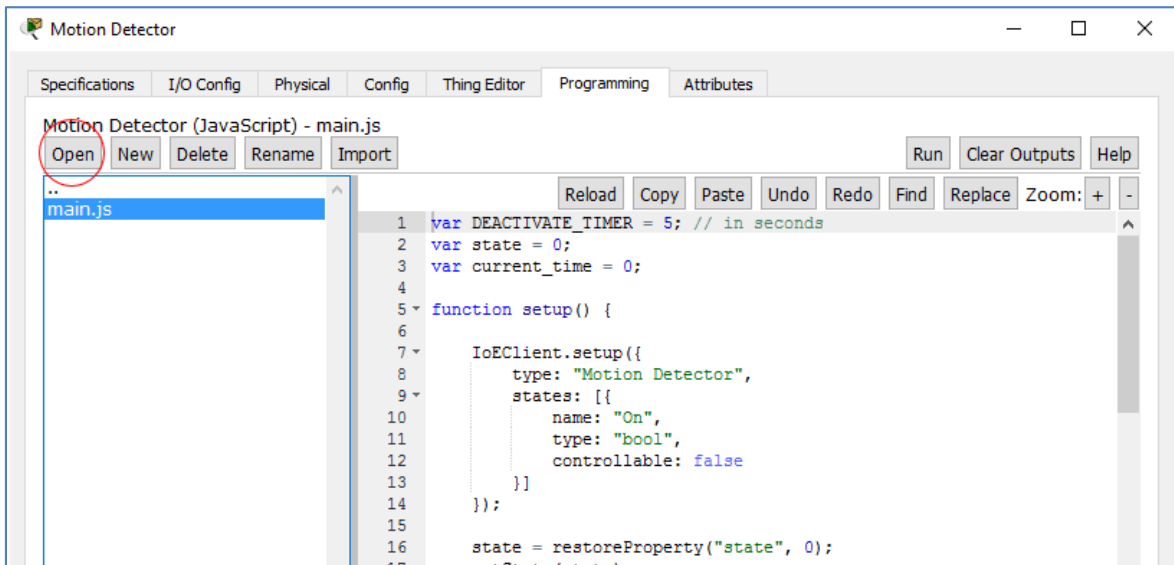 Motion Detector
Specifications I/O Config Physical Config Thing Editor Programming Attributes
Motion Detector (JavaScript) - main.js
Open New Delete Rename Import Run Clear Outputs Help
..
main.js
Reload Copy Paste Undo Redo Find Replace Zoom: + -
1 var DEACTIVATE_TIMER = 5; // in seconds
2 var state = 0;
3 var current_time = 0;
4
5 function setup() {
6
7 IoEClient.setup({
8 type: "Motion Detector",
9 states: [{
10 name: "On",
11 type: "bool",
12 controllable: false
13 }]
14 });
15
16 state = restoreProperty("state", 0);